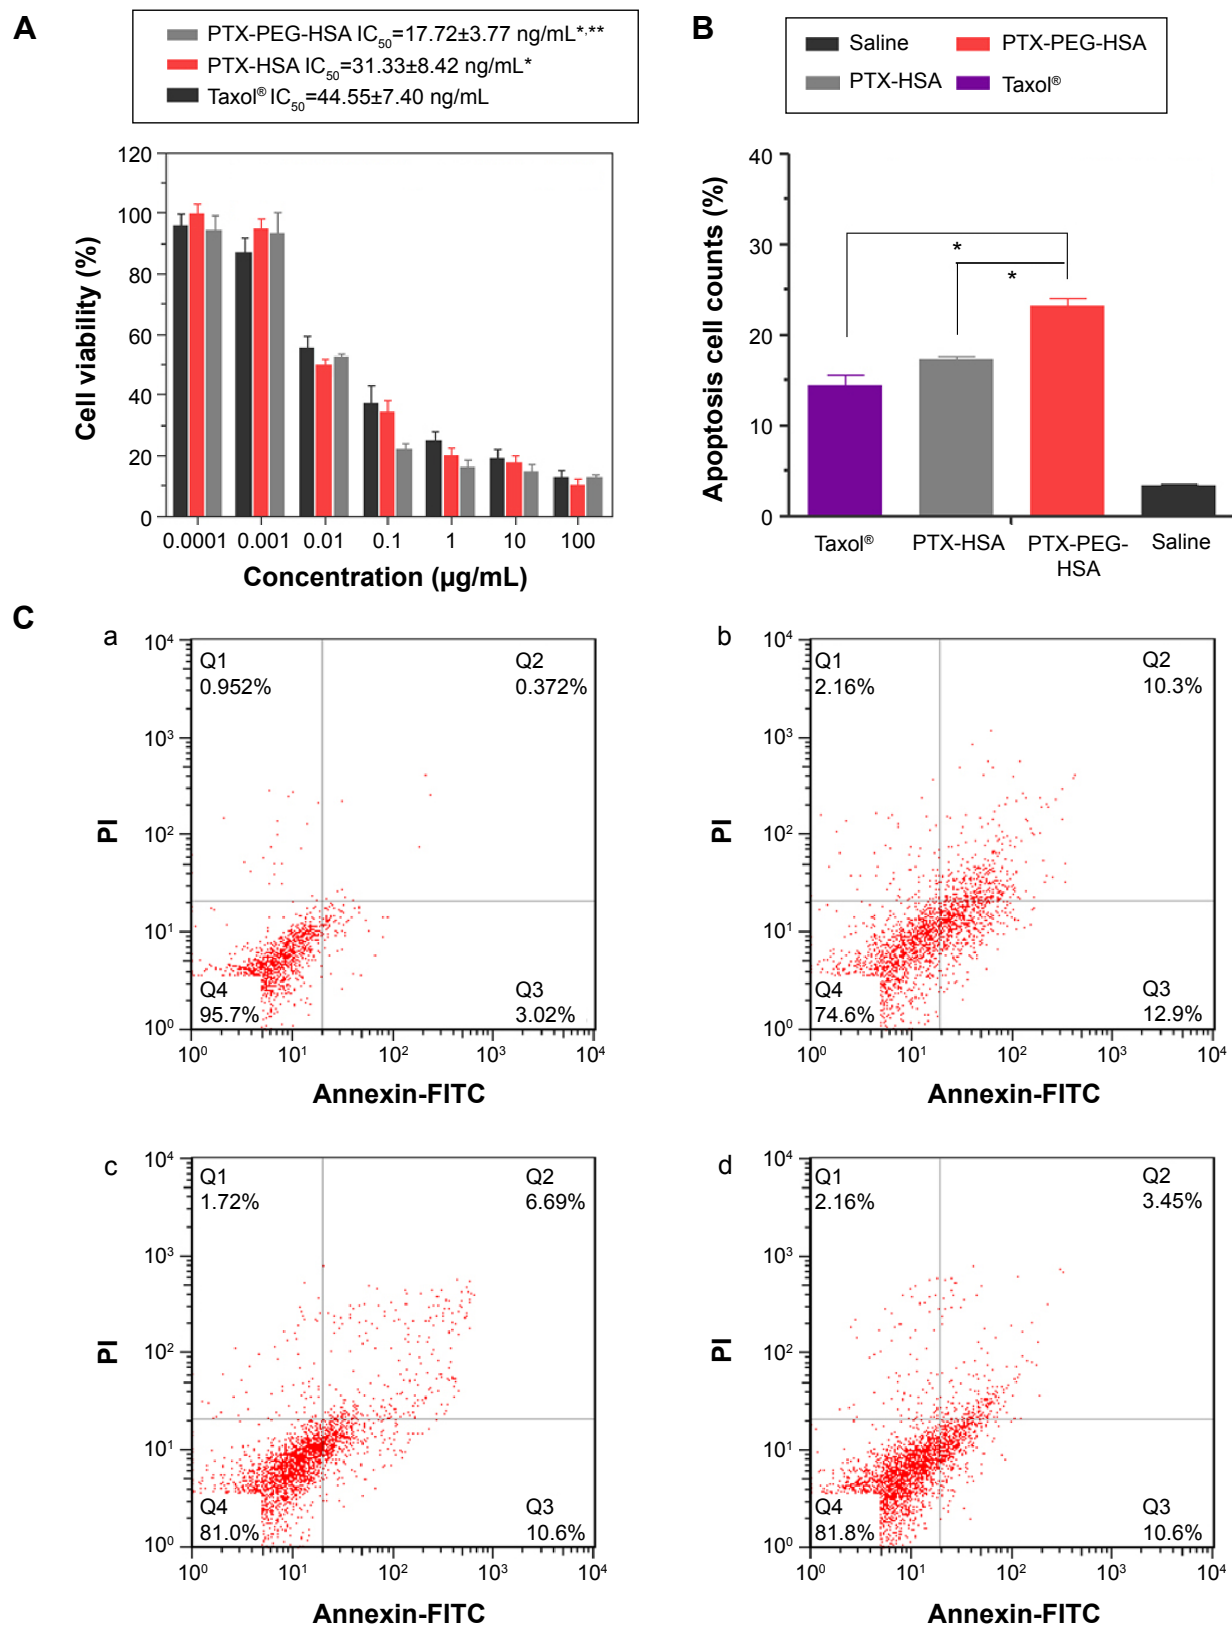 A
PTX-PEG-HSA IC50=17.72±3.77 ng/mL*,**
PTX-HSA IC50=31.33±8.42 ng/mL*
Taxol® IC50=44.55±7.40 ng/mL
120
100
80
60
40
20
0
Cell viability (%)
0.0001 0.001 0.01 0.1 1 10 100
Concentration (µg/mL)
B
Saline PTX-PEG-HSA
PTX-HSA Taxol®
40
30
20
10
0
Apoptosis cell counts (%)
*
*
Taxol® PTX-HSA PTX-PEG- Saline
HSA
C
a
10⁴
10³
10²
10¹
10⁰
PI
Q1 Q2
0.952% 0.372%
Q4 Q3
95.7% 3.02%
10⁰ 10¹ 10² 10³ 10⁴
Annexin-FITC
b
10⁴
10³
10²
10¹
10⁰
PI
Q1 Q2
2.16% 10.3%
Q4 Q3
74.6% 12.9%
10⁰ 10¹ 10² 10³ 10⁴
Annexin-FITC
c
10⁴
10³
10²
10¹
10⁰
PI
Q1 Q2
1.72% 6.69%
Q4 Q3
81.0% 10.6%
10⁰ 10¹ 10² 10³ 10⁴
Annexin-FITC
d
10⁴
10³
10²
10¹
10⁰
PI
Q1 Q2
2.16% 3.45%
Q4 Q3
81.8% 10.6%
10⁰ 10¹ 10² 10³ 10⁴
Annexin-FITC